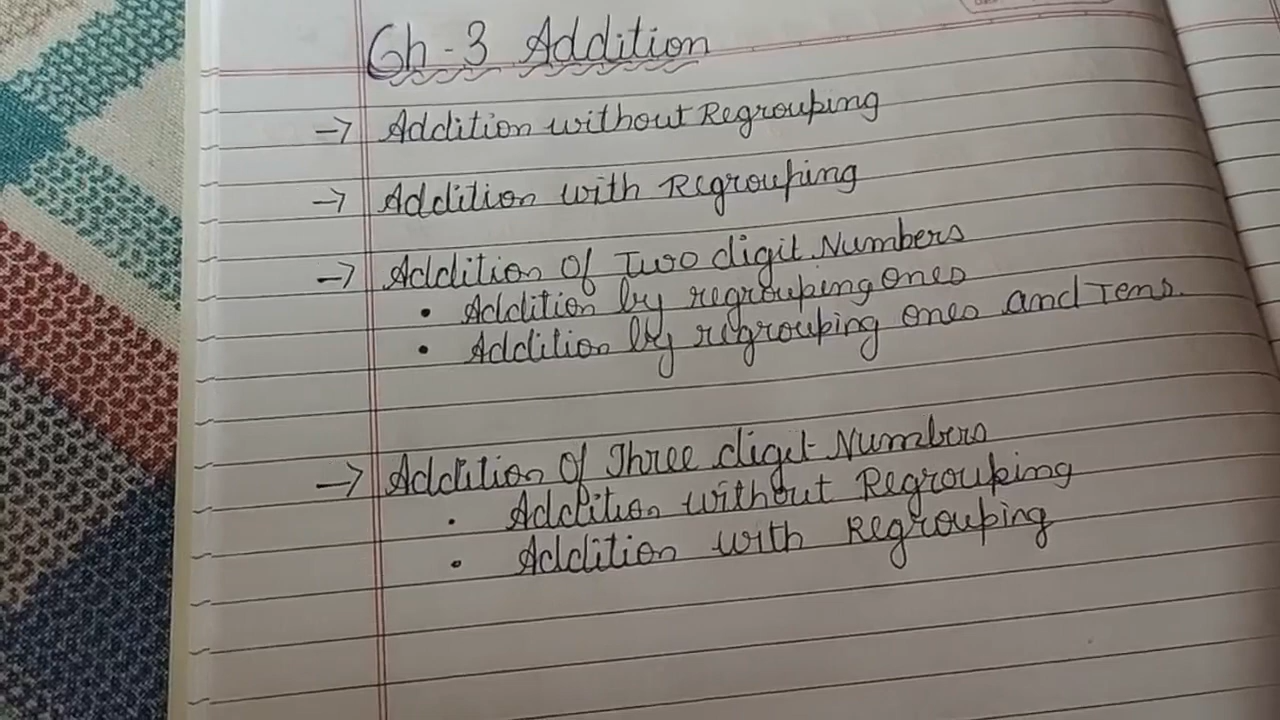 Ch-3 Addition
→ Addition without Regrouping
→ Addition with Regrouping
→ Addition Of Two digit Numbers
• Addition by regrouping ones
• Addition by regrouping ones and Tens.
→ Addition Of Three digit Numbers
• Addition without Regrouping
• Addition with Regrouping